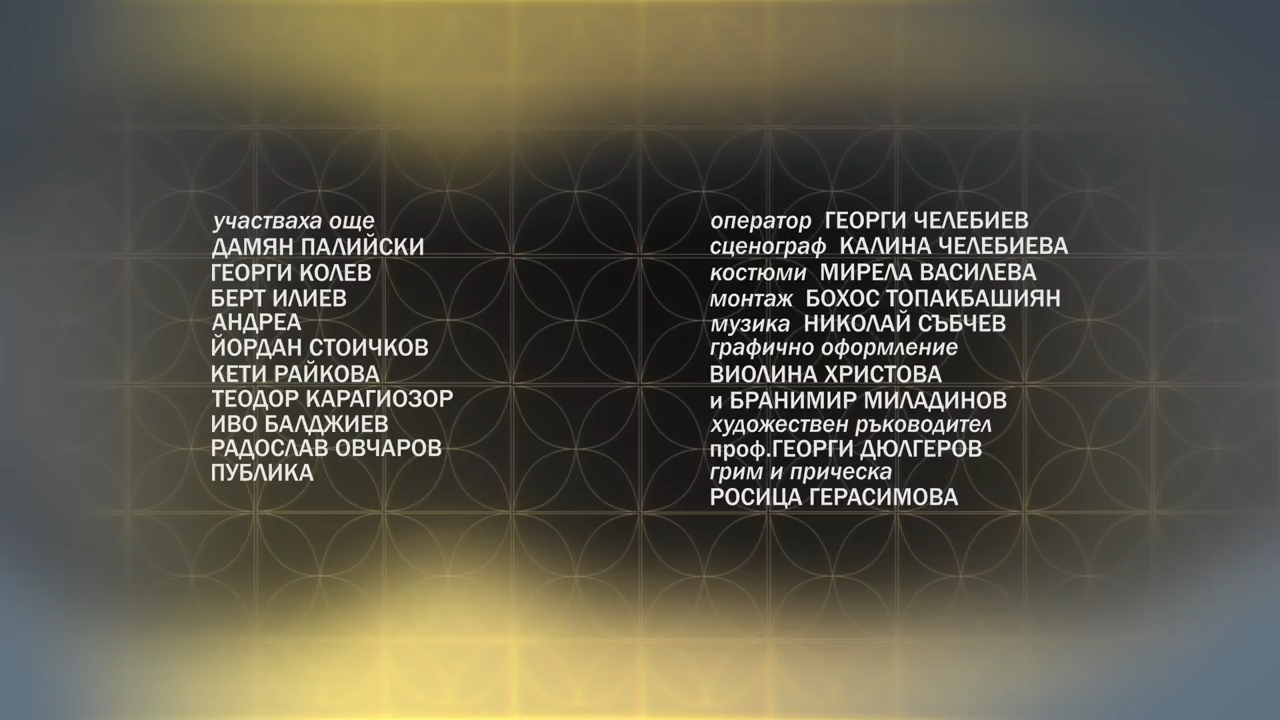 участваха още
ДАМЯН ПАЛИЙСКИ
ГЕОРГИ КОЛЕВ
БЕРТ ИЛИЕВ
АНДРЕА
ЙОРДАН СТОИЧКОВ
КЕТИ РАЙКОВА
ТЕОДОР КАРАГИОЗОР
ИВО БАЛДЖИЕВ
РАДОСЛАВ ОВЧАРОВ
ПУБЛИКА
оператор ГЕОРГИ ЧЕЛЕБИЕВ
сценограф КАЛИНА ЧЕЛЕБИЕВА
костюми МИРЕЛА ВАСИЛЕВА
монтаж БОХОС ТОПАКБАШИЯН
музика НИКОЛАЙ СЪБЧЕВ
графично оформление
ВИОЛИНА ХРИСТОВА
и БРАНИМИР МИЛАДИНОВ
художествен ръководител
проф.ГЕОРГИ ДЮЛГЕРОВ
грим и прическа
РОСИЦА ГЕРАСИМОВА